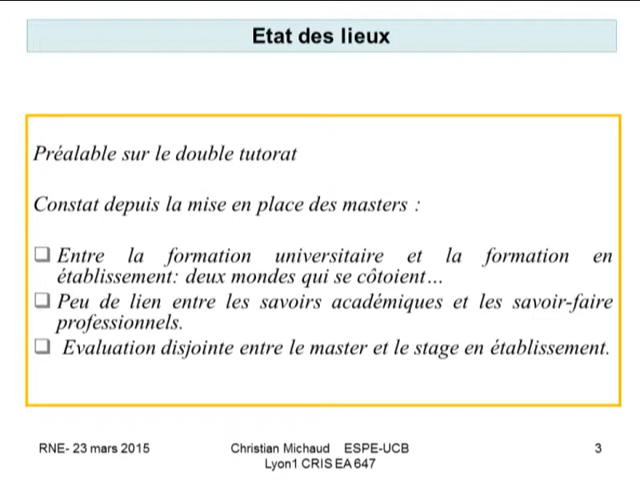 Etat des lieux
Préalable sur le double tutorat
Constat depuis la mise en place des masters :
❑ Entre la formation universitaire et la formation en
établissement: deux mondes qui se côtoient…
❑ Peu de lien entre les savoirs académiques et les savoir-faire
professionnels.
❑ Evaluation disjointe entre le master et le stage en établissement.
RNE- 23 mars 2015
Christian Michaud ESPE-UCB
Lyon1 CRIS EA 647
3